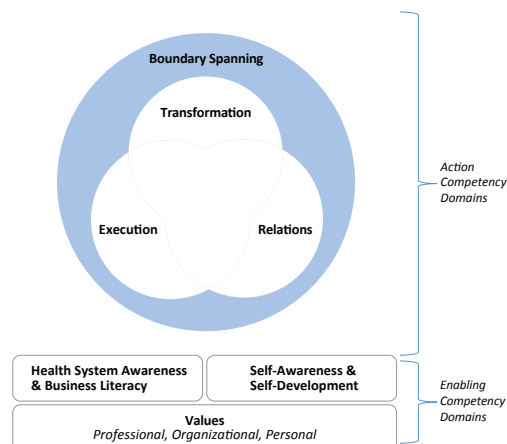 Boundary Spanning
Transformation
Execution
Relations
Action
Competency
Domains
Health System Awareness
& Business Literacy
Self-Awareness &
Self-Development
Values
Professional, Organizational, Personal
Enabling
Competency
Domains